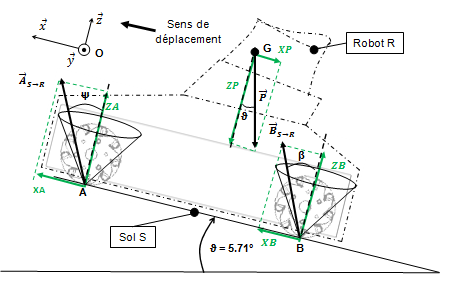 x
z
y
O
Sens de
déplacement
G
XP
Robot R
ZP
P
ϑ
A S→R
Ψ
ZA
B S→R
β
ZB
XA
A
Sol S
XB
B
ϑ = 5.71°